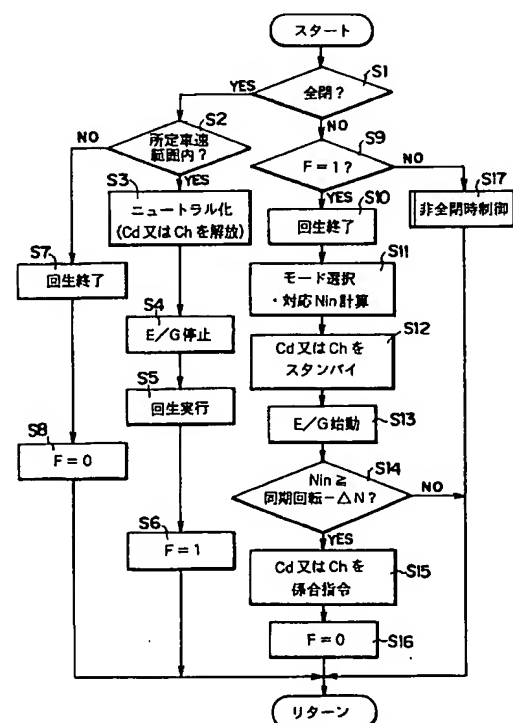 スタート
S1
全閉？
YES
NO
S2
所定車速
範囲内？
NO
YES
S9
F＝1？
NO
YES
S3
ニュートラル化
(Cd又はChを解放)
S10
回生終了
S17
非全閉時制御
S7
回生終了
S11
モード選択
・対応Nin計算
S4
E／G停止
S12
Cd又はChを
スタンバイ
S5
回生実行
S13
E／G始動
S8
F＝0
S14
Nin≧
同期回転－△N？
NO
YES
S6
F＝1
S15
Cd又はChを
係合指令
S16
F＝0
リターン